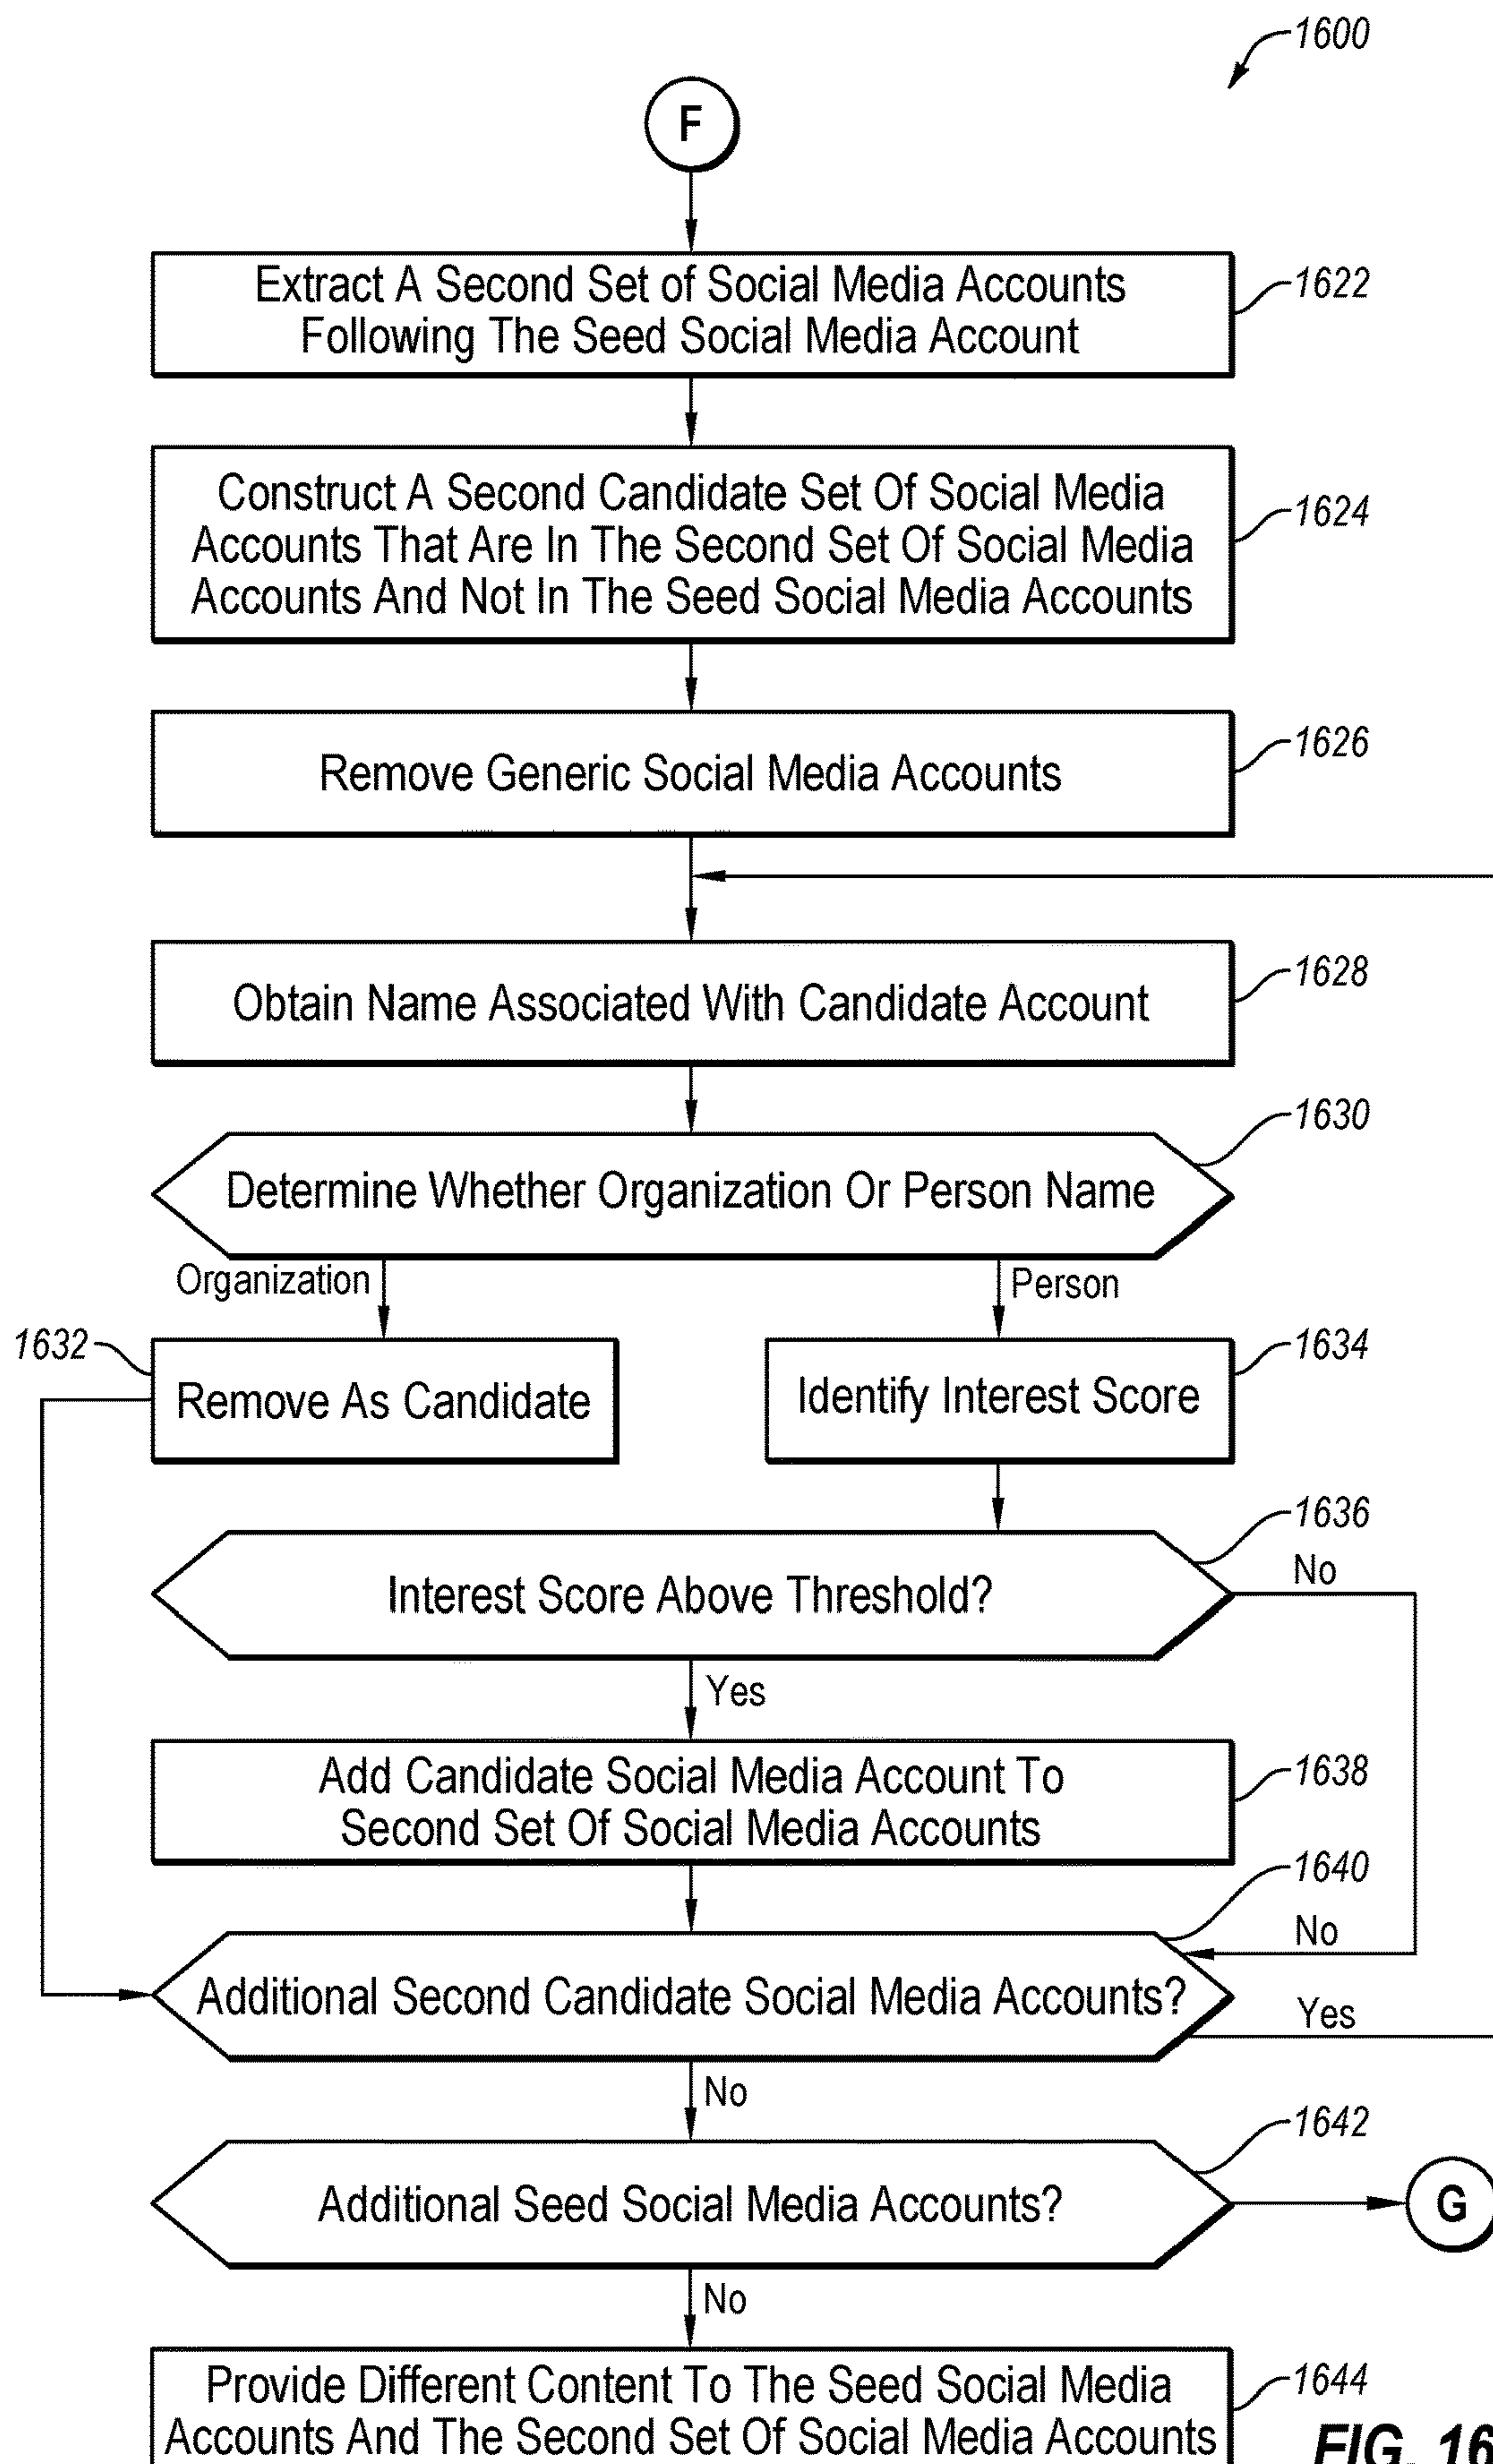 1600
F
Extract A Second Set of Social Media Accounts
Following The Seed Social Media Account
1622
Construct A Second Candidate Set Of Social Media
Accounts That Are In The Second Set Of Social Media
Accounts And Not In The Seed Social Media Accounts
1624
Remove Generic Social Media Accounts
1626
Obtain Name Associated With Candidate Account
1628
1630
Determine Whether Organization Or Person Name
Organization
Person
1632
Remove As Candidate
Identify Interest Score
1634
1636
Interest Score Above Threshold?
No
Yes
Add Candidate Social Media Account To
Second Set Of Social Media Accounts
1638
1640
No
Additional Second Candidate Social Media Accounts?
Yes
No
1642
Additional Seed Social Media Accounts?
G
No
Provide Different Content To The Seed Social Media
Accounts And The Second Set Of Social Media Accounts
1644
FIG. 16